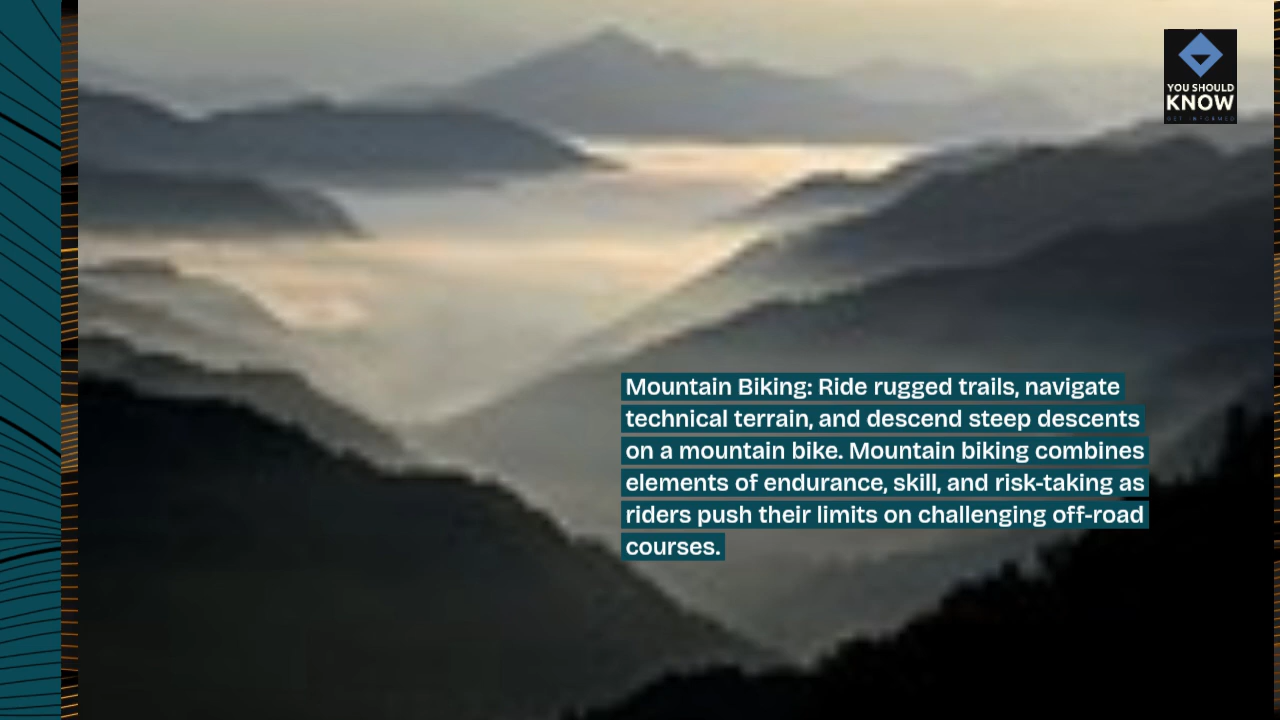 YOU SHOULD
KNOW
GET INFORMED
Mountain Biking: Ride rugged trails, navigate
technical terrain, and descend steep descents
on a mountain bike. Mountain biking combines
elements of endurance, skill, and risk-taking as
riders push their limits on challenging off-road
courses.